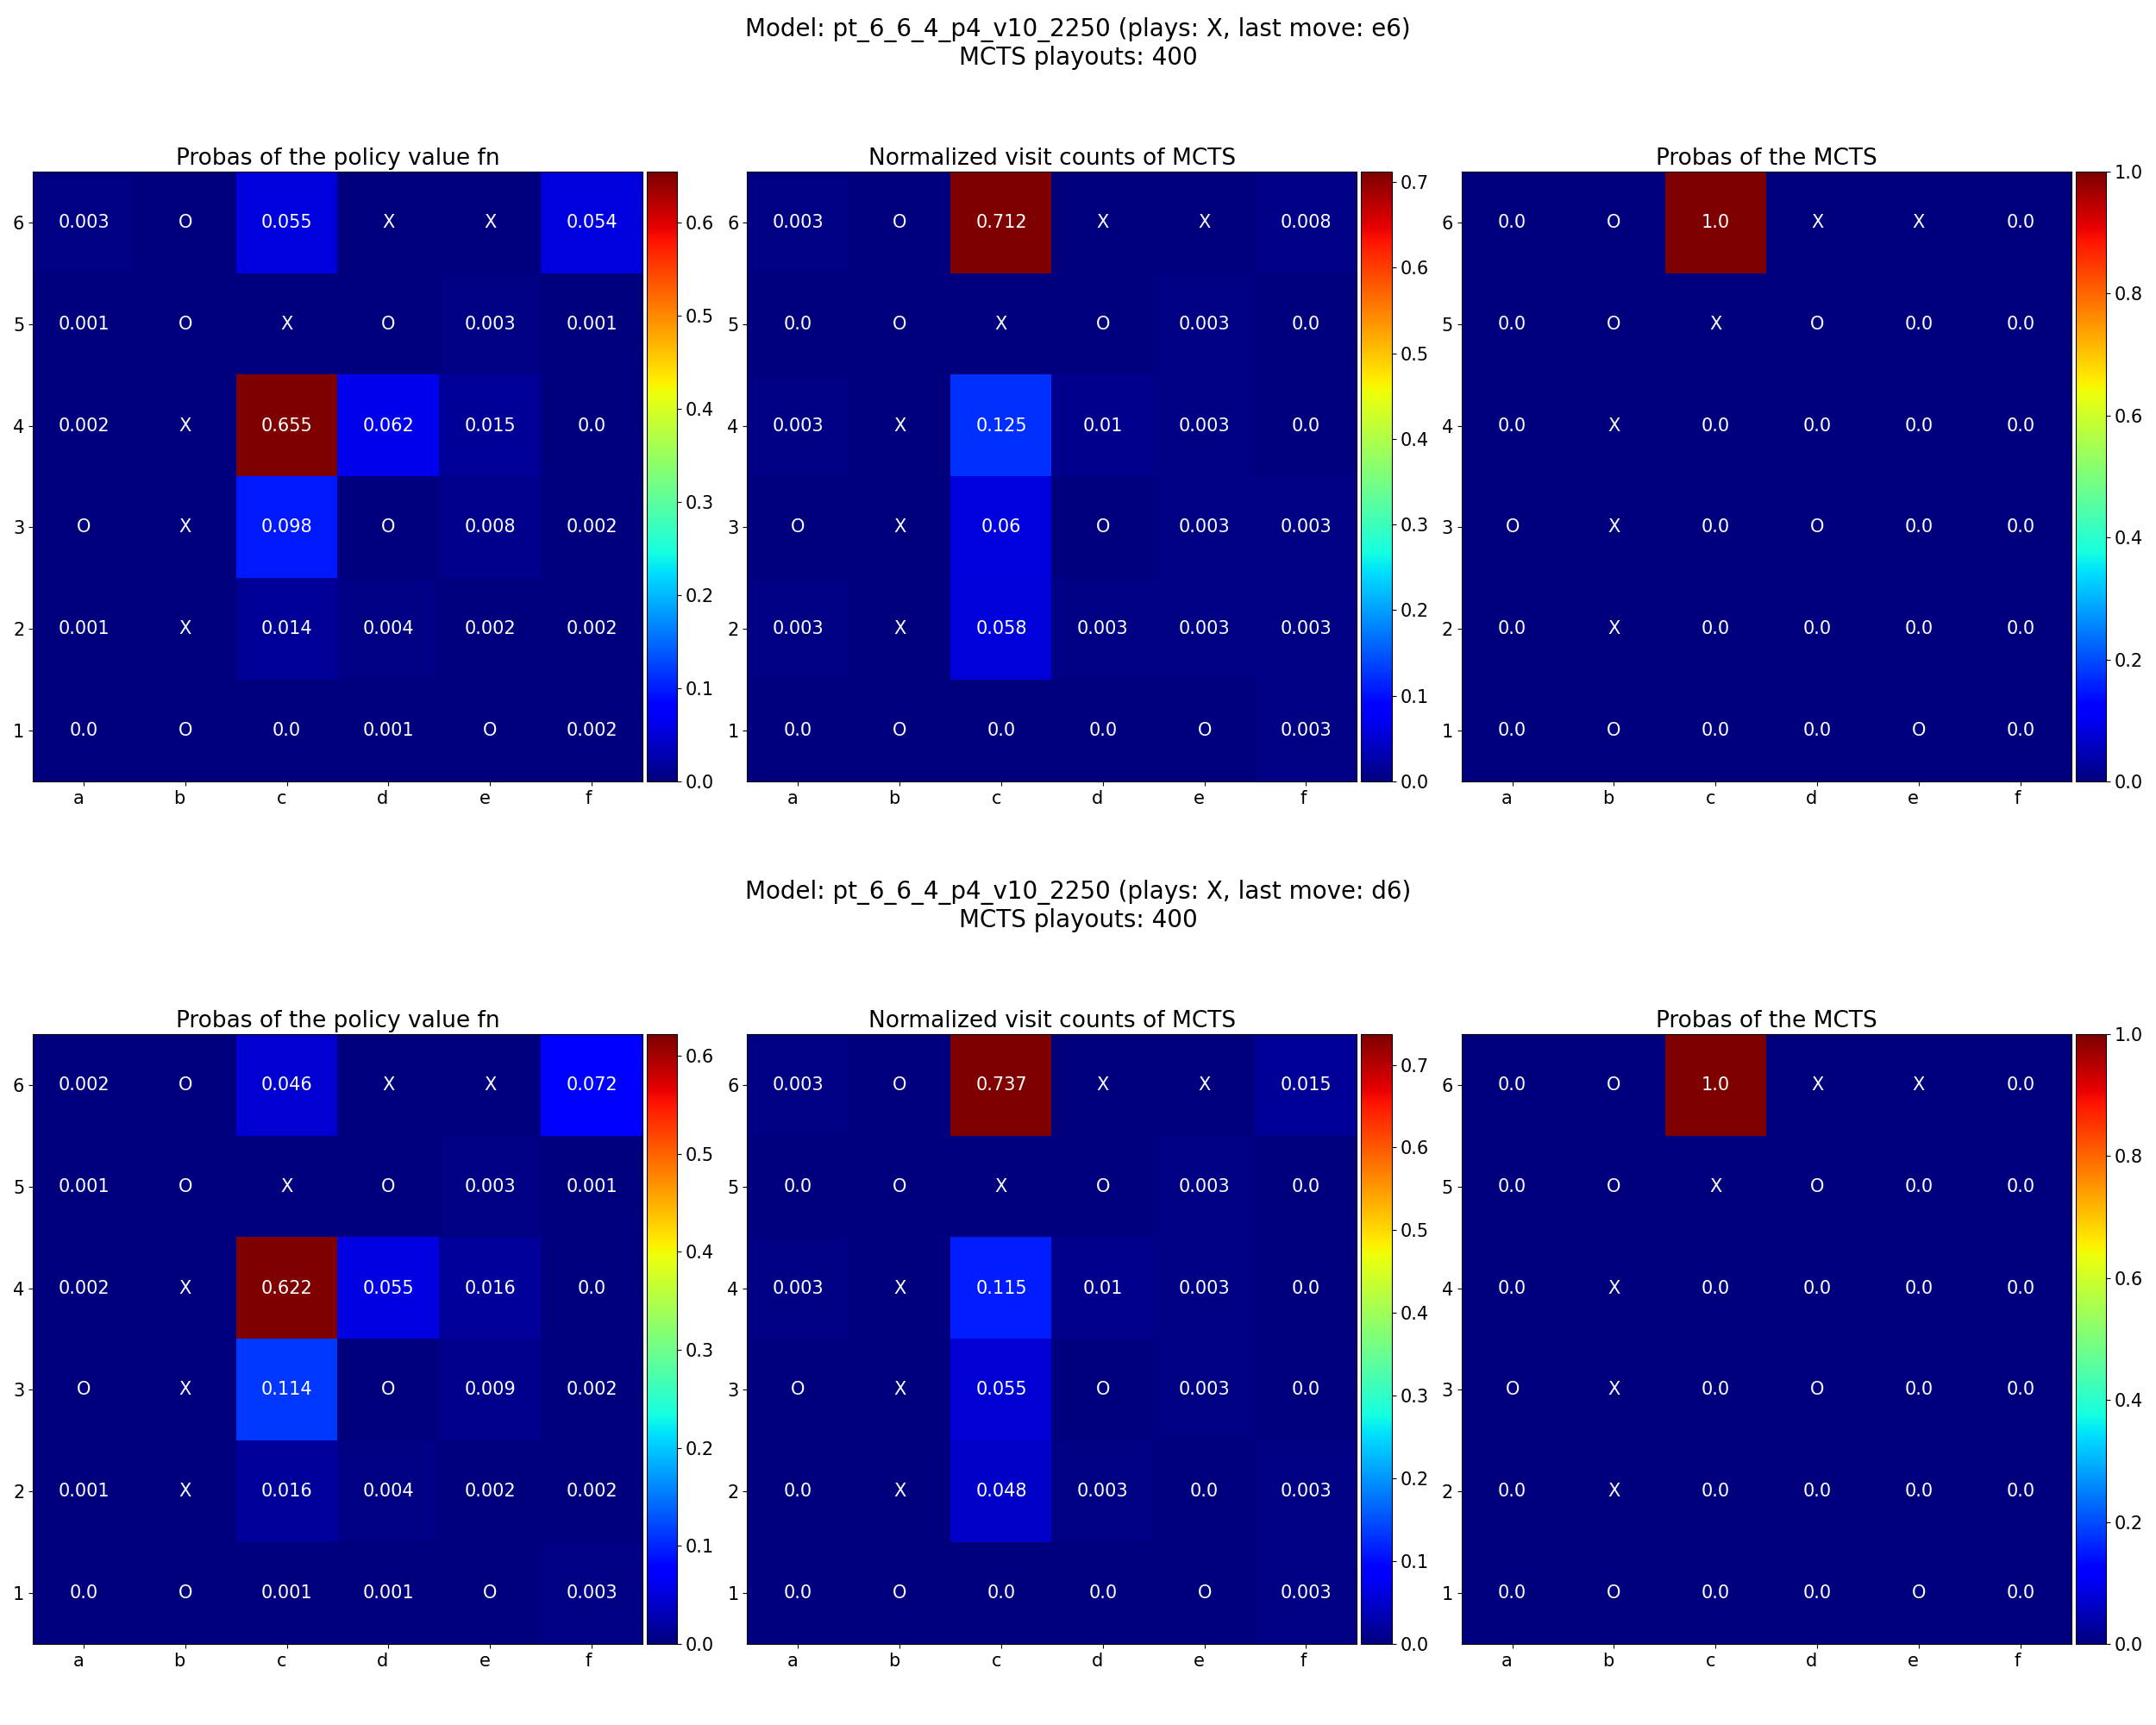 Model: pt_6_6_4_p4_v10_2250 (plays: X, last move: e6)
MCTS playouts: 400
Probas of the policy value fn
6 0.003 O 0.055 X X 0.054
5 0.001 O X O 0.003 0.001
4 0.002 X 0.655 0.062 0.015 0.0
3 O X 0.098 O 0.008 0.002
2 0.001 X 0.014 0.004 0.002 0.002
1 0.0 O 0.0 0.001 O 0.002
a b c d e f
0.6
0.5
0.4
0.3
0.2
0.1
0.0
Normalized visit counts of MCTS
6 0.003 O 0.712 X X 0.008
5 0.0 O X O 0.003 0.0
4 0.003 X 0.125 0.01 0.003 0.0
3 O X 0.06 O 0.003 0.003
2 0.003 X 0.058 0.003 0.003 0.003
1 0.0 O 0.0 0.0 O 0.003
a b c d e f
0.7
0.6
0.5
0.4
0.3
0.2
0.1
0.0
Probas of the MCTS
6 0.0 O 1.0 X X 0.0
5 0.0 O X O 0.0 0.0
4 0.0 X 0.0 0.0 0.0 0.0
3 O X 0.0 O 0.0 0.0
2 0.0 X 0.0 0.0 0.0 0.0
1 0.0 O 0.0 0.0 O 0.0
a b c d e f
1.0
0.8
0.6
0.4
0.2
0.0
Model: pt_6_6_4_p4_v10_2250 (plays: X, last move: d6)
MCTS playouts: 400
Probas of the policy value fn
6 0.002 O 0.046 X X 0.072
5 0.001 O X O 0.003 0.001
4 0.002 X 0.622 0.055 0.016 0.0
3 O X 0.114 O 0.009 0.002
2 0.001 X 0.016 0.004 0.002 0.002
1 0.0 O 0.001 0.001 O 0.003
a b c d e f
0.6
0.5
0.4
0.3
0.2
0.1
0.0
Normalized visit counts of MCTS
6 0.003 O 0.737 X X 0.015
5 0.0 O X O 0.003 0.0
4 0.003 X 0.115 0.01 0.003 0.0
3 O X 0.055 O 0.003 0.0
2 0.0 X 0.048 0.003 0.0 0.003
1 0.0 O 0.0 0.0 O 0.003
a b c d e f
0.7
0.6
0.5
0.4
0.3
0.2
0.1
0.0
Probas of the MCTS
6 0.0 O 1.0 X X 0.0
5 0.0 O X O 0.0 0.0
4 0.0 X 0.0 0.0 0.0 0.0
3 O X 0.0 O 0.0 0.0
2 0.0 X 0.0 0.0 0.0 0.0
1 0.0 O 0.0 0.0 O 0.0
a b c d e f
1.0
0.8
0.6
0.4
0.2
0.0